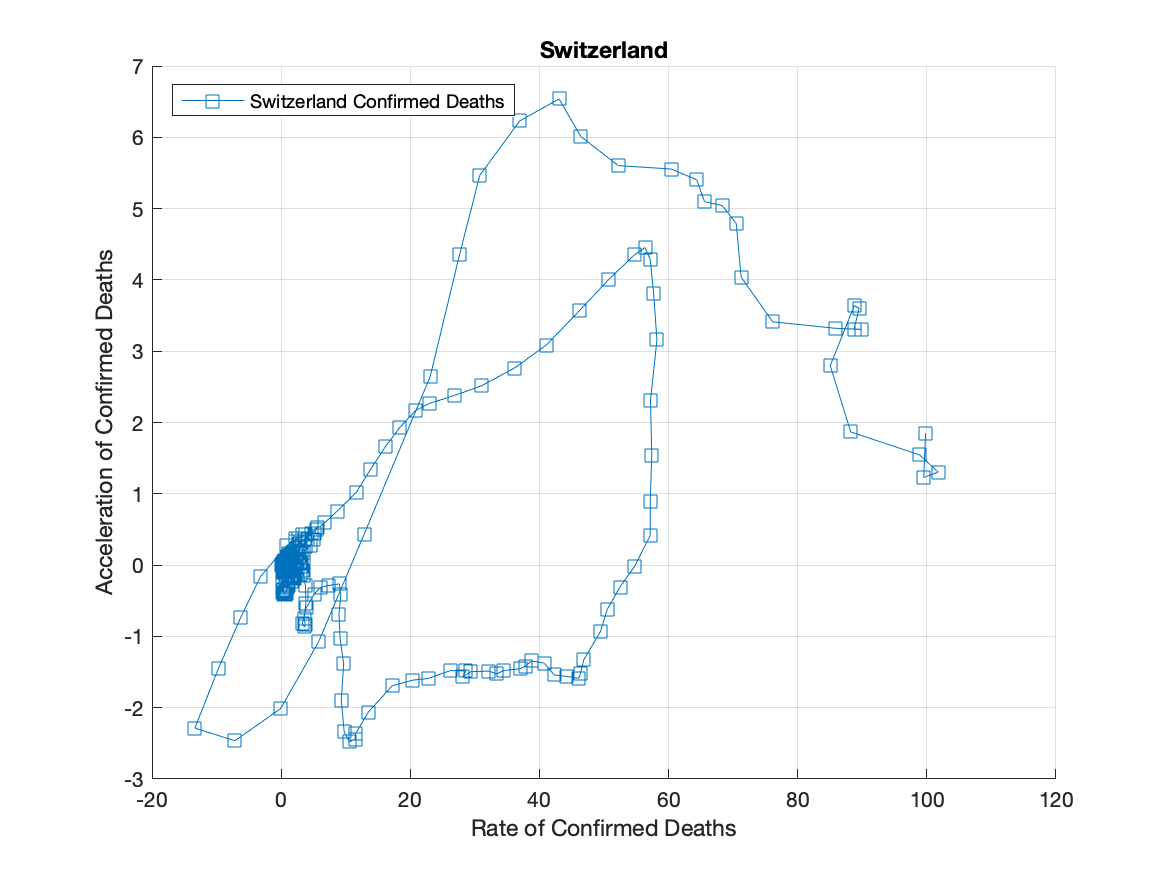 Switzerland
Switzerland Confirmed Deaths
7
6
5
4
3
2
1
0
-1
-2
-3
-20 0 20 40 60 80 100 120
Acceleration of Confirmed Deaths
Rate of Confirmed Deaths